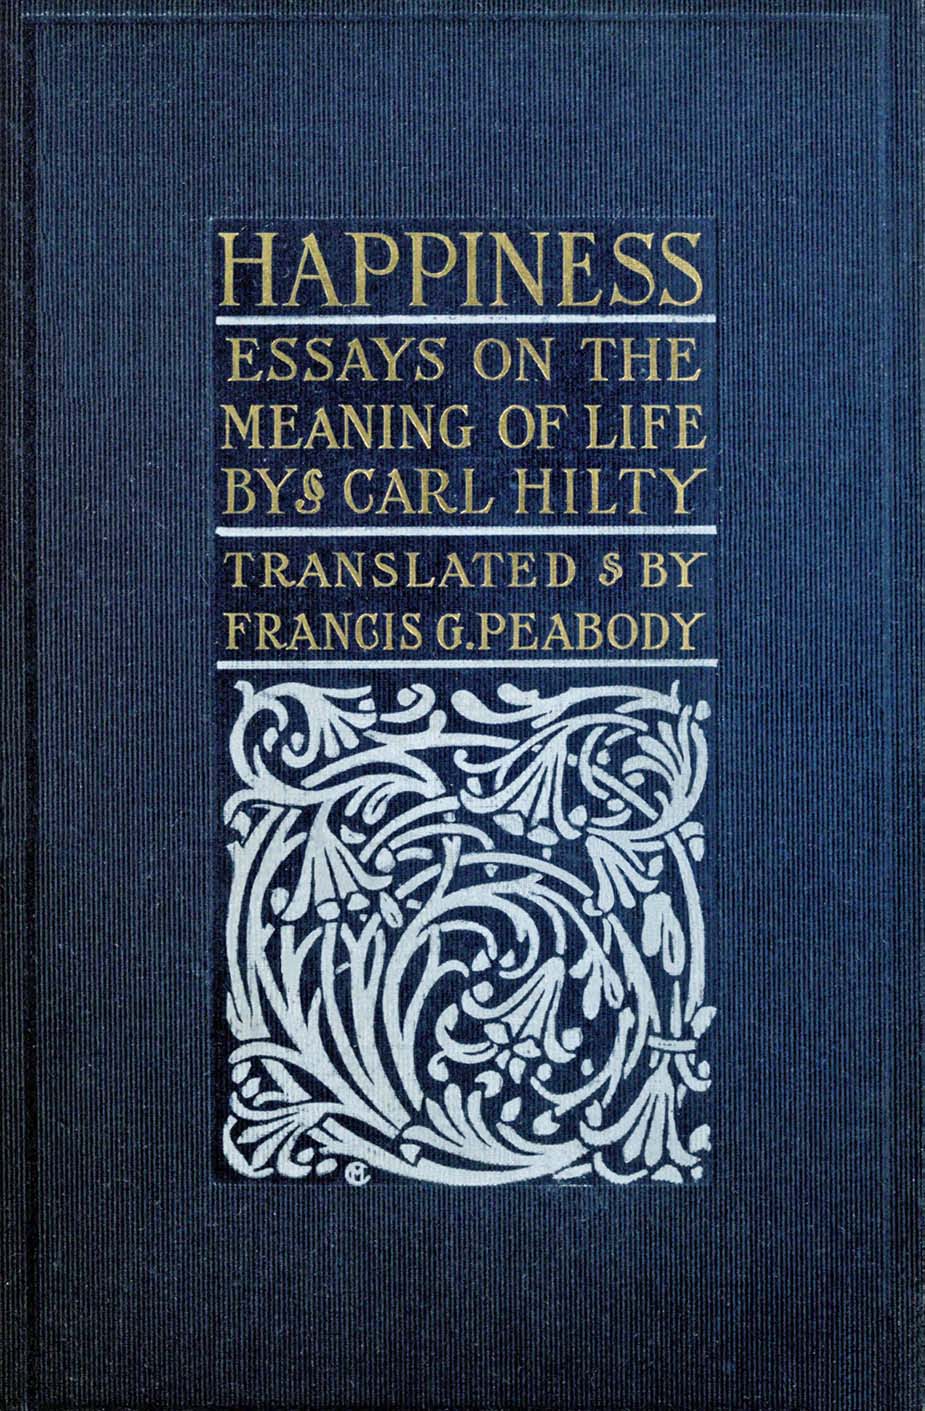 HAPPINESS
ESSAYS ON THE
MEANING OF LIFE
BY§ CARL HILTY
TRANSLATED § BY
FRANCIS G. PEABODY